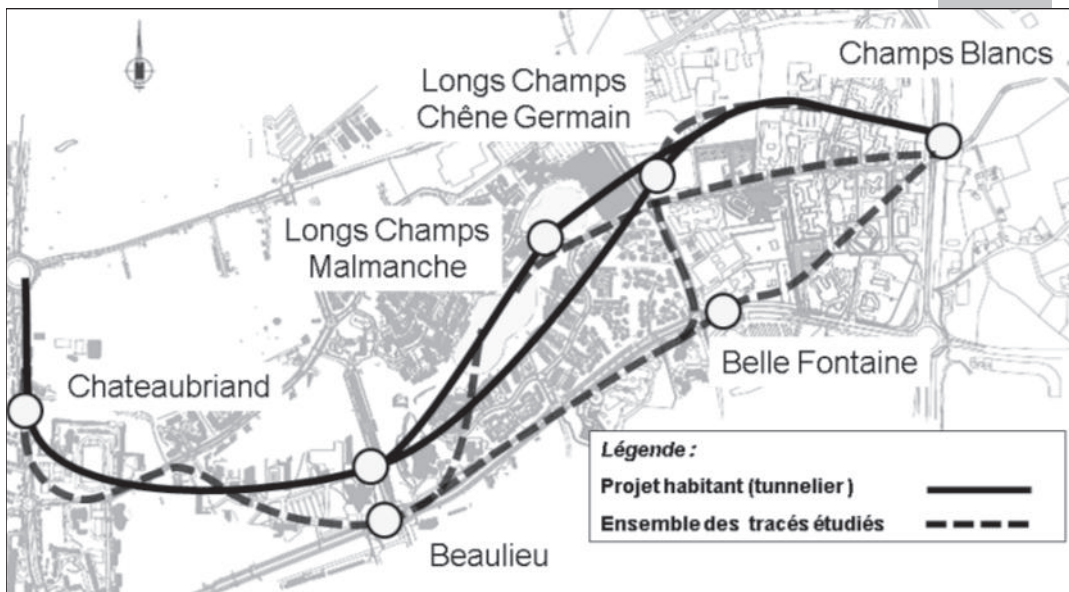 Champs Blancs
Longs Champs
Chêne Germain
Longs Champs
Malmanche
Chateaubriand
Belle Fontaine
Beaulieu
Légende :
Projet habitant (tunnelier)
Ensemble des tracés étudiés